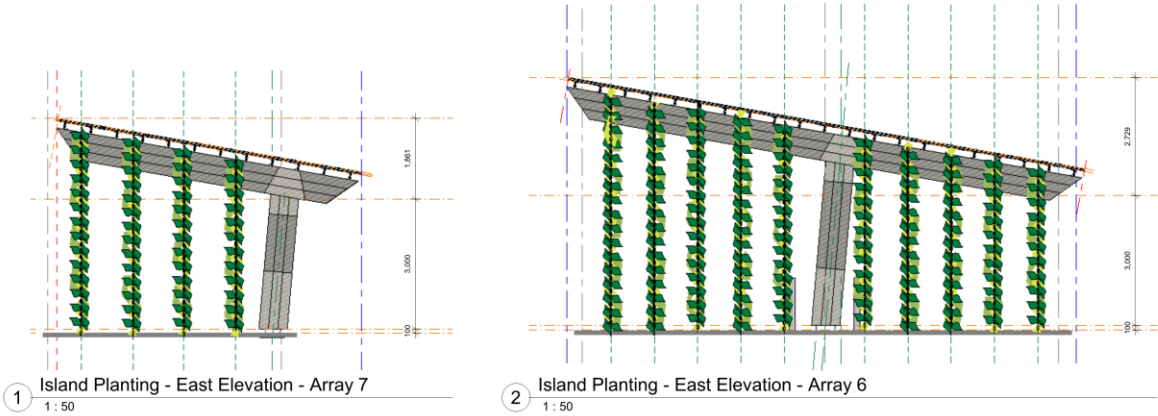 1,861
3,000
100
1
Island Planting - East Elevation - Array 7
1 : 50
2,729
3,000
100
2
Island Planting - East Elevation - Array 6
1 : 50